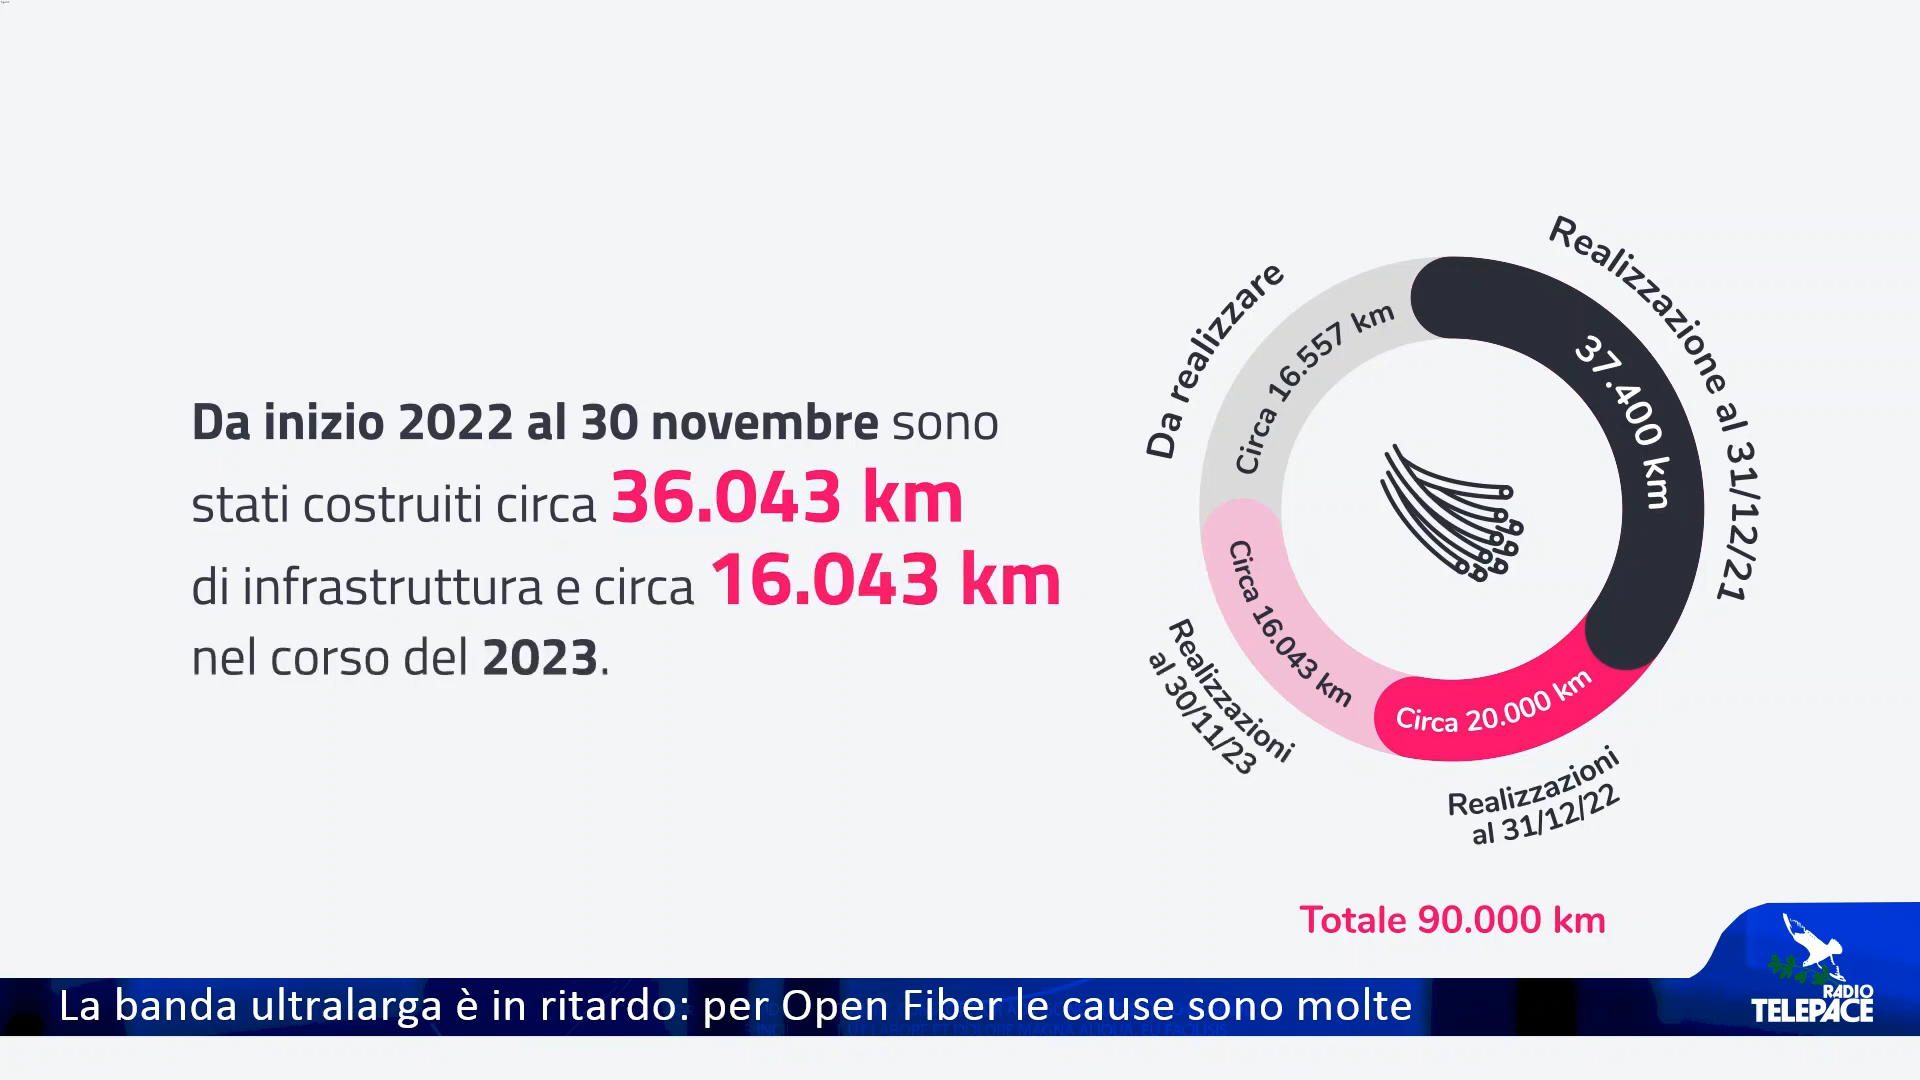 Da inizio 2022 al 30 novembre sono
stati costruiti circa 36.043 km
di infrastruttura e circa 16.043 km
nel corso del 2023.
Realizzazione al 31/12/21
37.400 km
Circa 20.000 km
Realizzazioni
al 31/12/22
Circa 16.043 km
Realizzazioni
al 30/11/23
Da realizzare
Circa 16.557 km
Totale 90.000 km
La banda ultralarga è in ritardo: per Open Fiber le cause sono molte
RADIO
TELEPACE